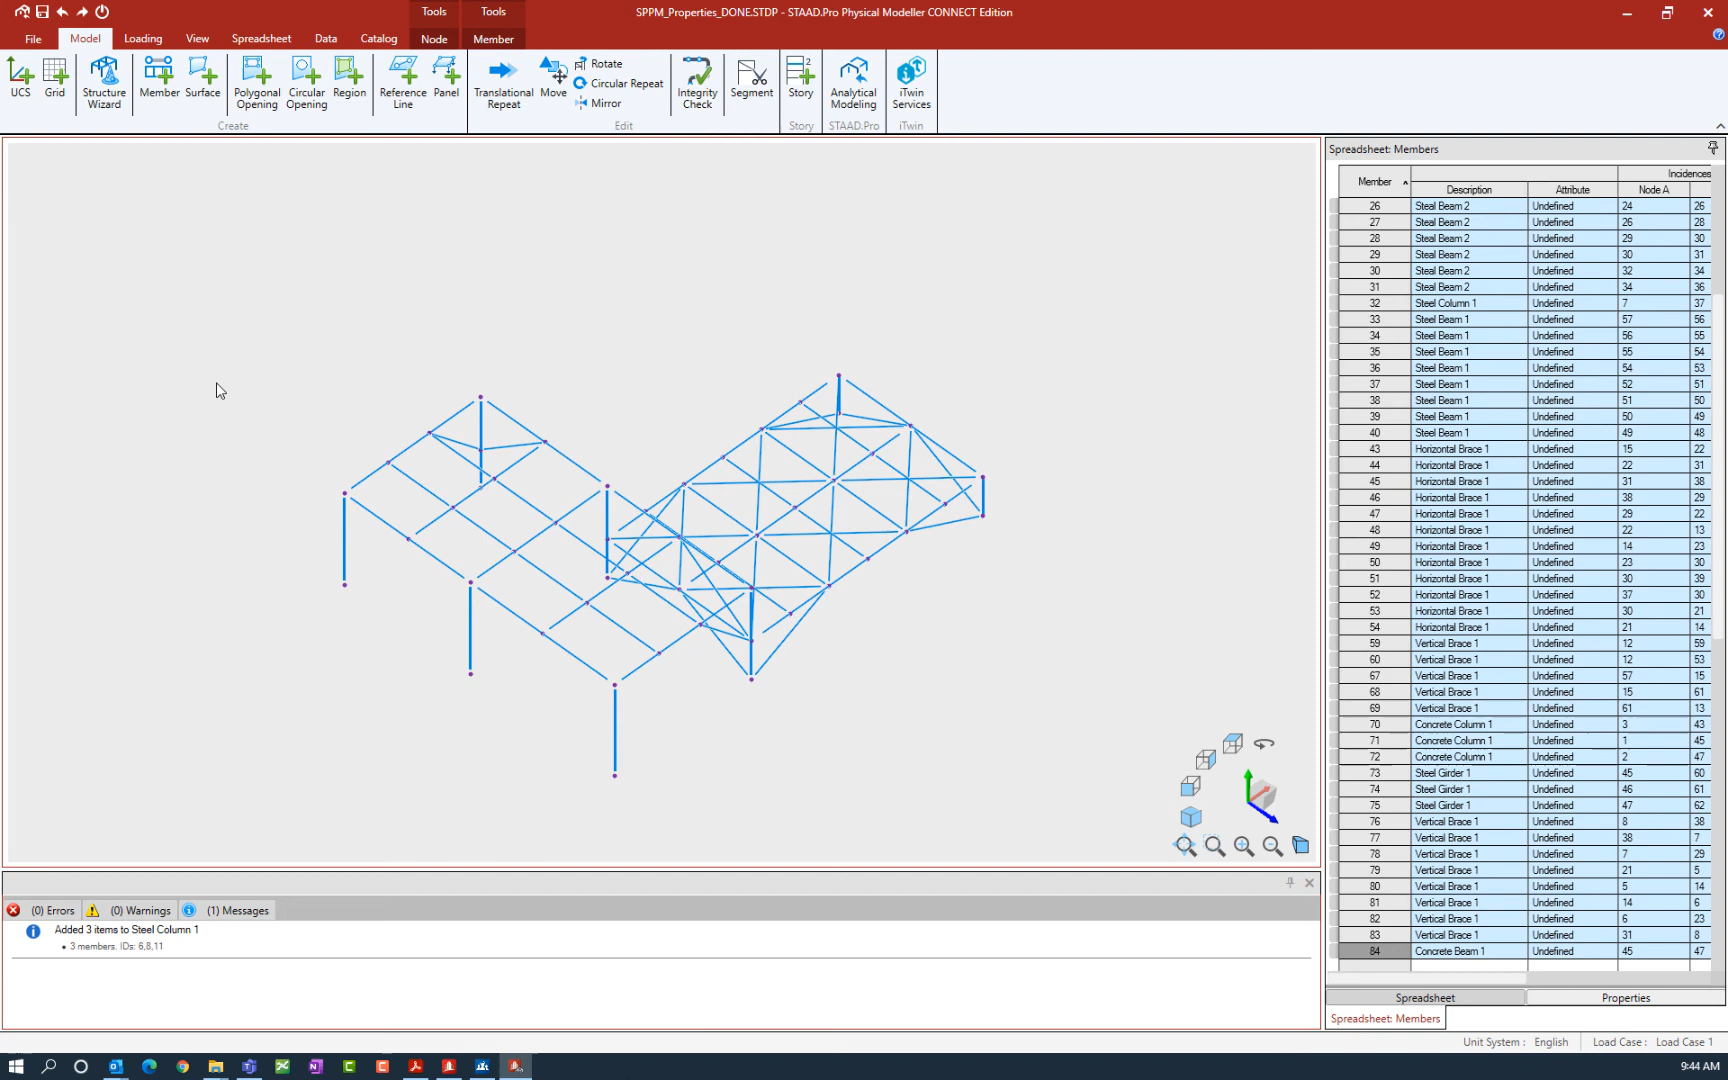 Tools
Tools
SPPM_Properties_DONE.STDP - STAAD.Pro Physical Modeller CONNECT Edition
File
Model
Loading
View
Spreadsheet
Data
Catalog
Node
Member
UCS
Grid
Structure
Wizard
Member
Surface
Polygonal
Opening
Circular
Opening
Region
Reference
Line
Panel
Translational
Repeat
Move
Rotate
Circular Repeat
Mirror
Integrity
Check
Segment
Story
Analytical
Modeling
iTwin
Services
Create
Edit
Story
STAAD.Pro
iTwin
Spreadsheet: Members
Member
Incidences
Description
Attribute
Node A
26 Steal Beam 2 Undefined 24 26
27 Steal Beam 2 Undefined 26 28
28 Steal Beam 2 Undefined 29 30
29 Steal Beam 2 Undefined 30 31
30 Steal Beam 2 Undefined 32 34
31 Steal Beam 2 Undefined 34 36
32 Steel Column 1 Undefined 7 37
33 Steel Beam 1 Undefined 57 56
34 Steel Beam 1 Undefined 56 55
35 Steel Beam 1 Undefined 55 54
36 Steel Beam 1 Undefined 54 53
37 Steel Beam 1 Undefined 52 51
38 Steel Beam 1 Undefined 51 50
39 Steel Beam 1 Undefined 50 49
40 Steel Beam 1 Undefined 49 48
43 Horizontal Brace 1 Undefined 15 22
44 Horizontal Brace 1 Undefined 22 31
45 Horizontal Brace 1 Undefined 31 38
46 Horizontal Brace 1 Undefined 38 29
47 Horizontal Brace 1 Undefined 29 22
48 Horizontal Brace 1 Undefined 22 13
49 Horizontal Brace 1 Undefined 14 23
50 Horizontal Brace 1 Undefined 23 30
51 Horizontal Brace 1 Undefined 30 39
52 Horizontal Brace 1 Undefined 37 30
53 Horizontal Brace 1 Undefined 30 21
54 Horizontal Brace 1 Undefined 21 14
59 Vertical Brace 1 Undefined 12 59
60 Vertical Brace 1 Undefined 12 53
67 Vertical Brace 1 Undefined 57 15
68 Vertical Brace 1 Undefined 15 61
69 Vertical Brace 1 Undefined 61 13
70 Concrete Column 1 Undefined 3 43
71 Concrete Column 1 Undefined 1 45
72 Concrete Column 1 Undefined 2 47
73 Steel Girder 1 Undefined 45 60
74 Steel Girder 1 Undefined 46 61
75 Steel Girder 1 Undefined 47 62
76 Vertical Brace 1 Undefined 8 38
77 Vertical Brace 1 Undefined 38 7
78 Vertical Brace 1 Undefined 7 29
79 Vertical Brace 1 Undefined 21 5
80 Vertical Brace 1 Undefined 5 14
81 Vertical Brace 1 Undefined 14 6
82 Vertical Brace 1 Undefined 6 23
83 Vertical Brace 1 Undefined 31 8
84 Concrete Beam 1 Undefined 45 47
Spreadsheet
Properties
Spreadsheet: Members
(0) Errors
(0) Warnings
(1) Messages
Added 3 items to Steel Column 1
• 3 members. IDs: 6,8,11
Unit System : English
Load Case : Load Case 1
9:44 AM